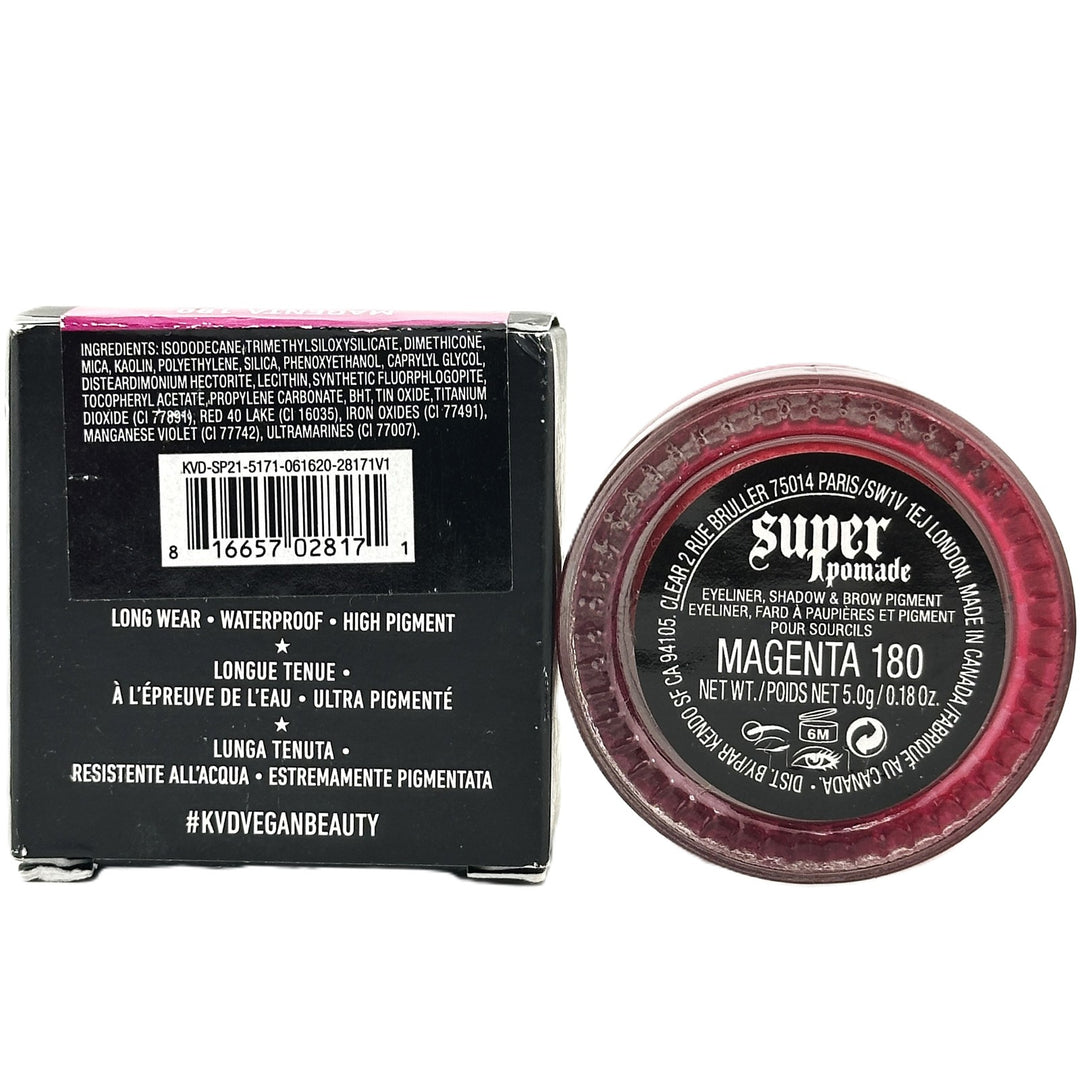 MAGENTA 180
INGREDIENTS: ISODODECANE,TRIMETHYLSILOXYSILICATE, DIMETHICONE,
MICA, KAOLIN, POLYETHYLENE, SILICA, PHENOXYETHANOL, CAPRYLYL GLYCOL,
DISTEARDIMONIUM HECTORITE, LECITHIN, SYNTHETIC FLUORPHLOGOPITE,
TOCOPHERYL ACETATE, PROPYLENE CARBONATE, BHT, TIN OXIDE, TITANIUM
DIOXIDE (CI 77891), RED 40 LAKE (CI 16035), IRON OXIDES (CI 77491),
MANGANESE VIOLET (CI 77742), ULTRAMARINES (CI 77007).
KVD-SP21-5171-061620-28171V1
8 16657 02817 1
LONG WEAR • WATERPROOF • HIGH PIGMENT
LONGUE TENUE •
À L'ÉPREUVE DE L'EAU • ULTRA PIGMENTÉ
LUNGA TENUTA •
RESISTENTE ALL'ACQUA • ESTREMAMENTE PIGMENTATA
#KVDVEGANBEAUTY
super
pomade
EYELINER, SHADOW & BROW PIGMENT
EYELINER, FARD À PAUPIÈRES ET PIGMENT
POUR SOURCILS
MAGENTA 180
NET WT./POIDS NET 5.0g/0.18 Oz.
6M
• DIST. BY/PAR KENDO SF CA 94105. CLEAR 2 RUE BRULLER 75014 PARIS/SW1V 1EJ LONDON. MADE IN CANADA/FABRIQUÉ AU CANADA.